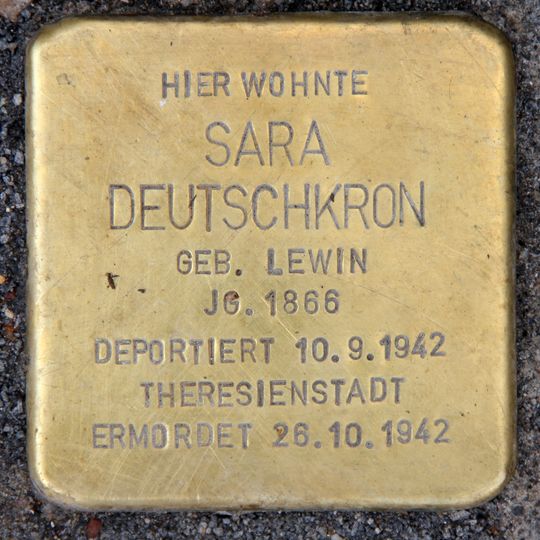 HIER WOHNTE
SARA
DEUTSCHKRON
GEB. LEWIN
JG. 1866
DEPORTIERT 10.9.1942
THERESIENSTADT
ERMORDET 26.10.1942